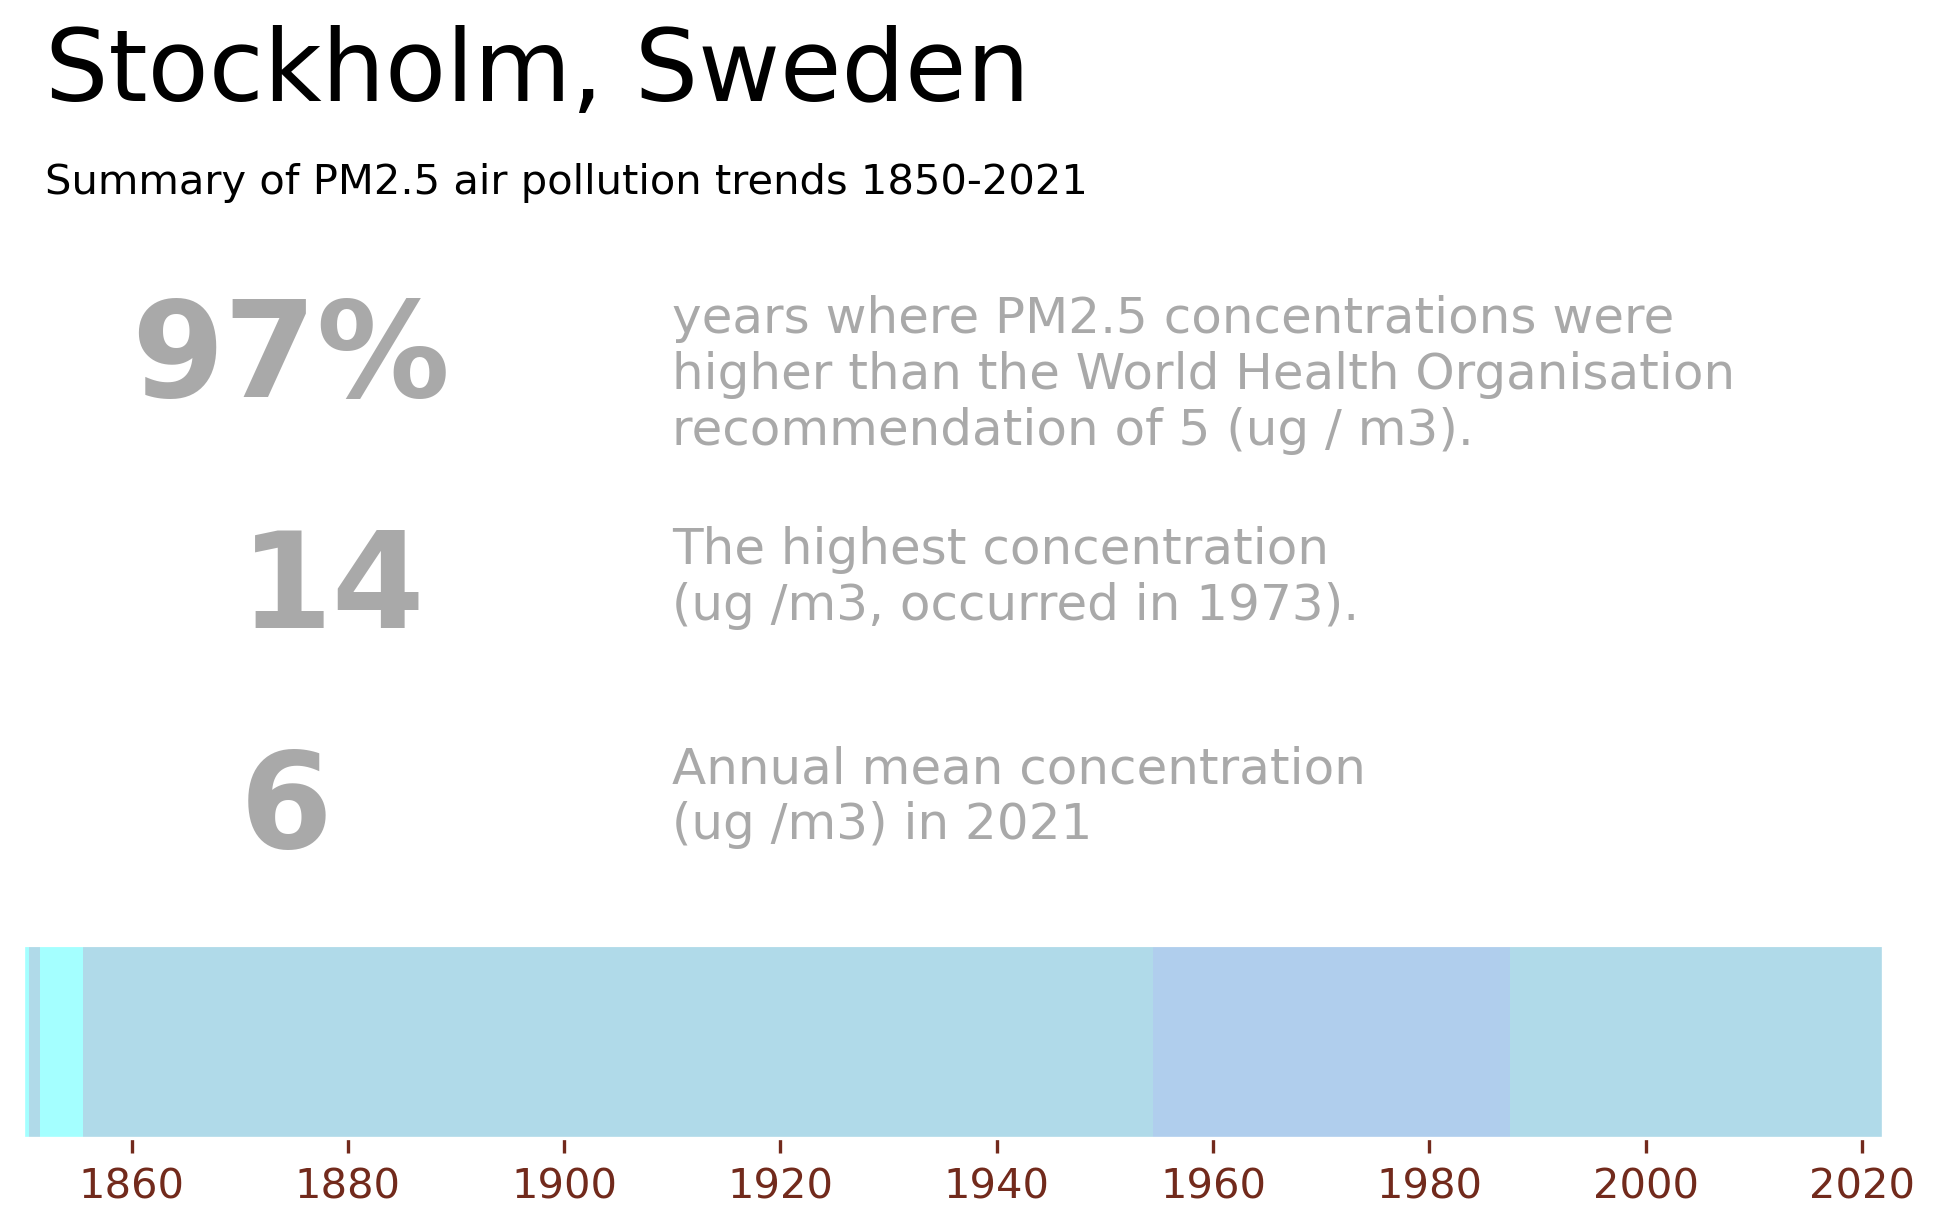 Stockholm, Sweden
Summary of PM2.5 air pollution trends 1850-2021
97%
years where PM2.5 concentrations were
higher than the World Health Organisation
recommendation of 5 (ug / m3).
14
The highest concentration
(ug /m3, occurred in 1973).
6
Annual mean concentration
(ug /m3) in 2021
1860 1880 1900 1920 1940 1960 1980 2000 2020